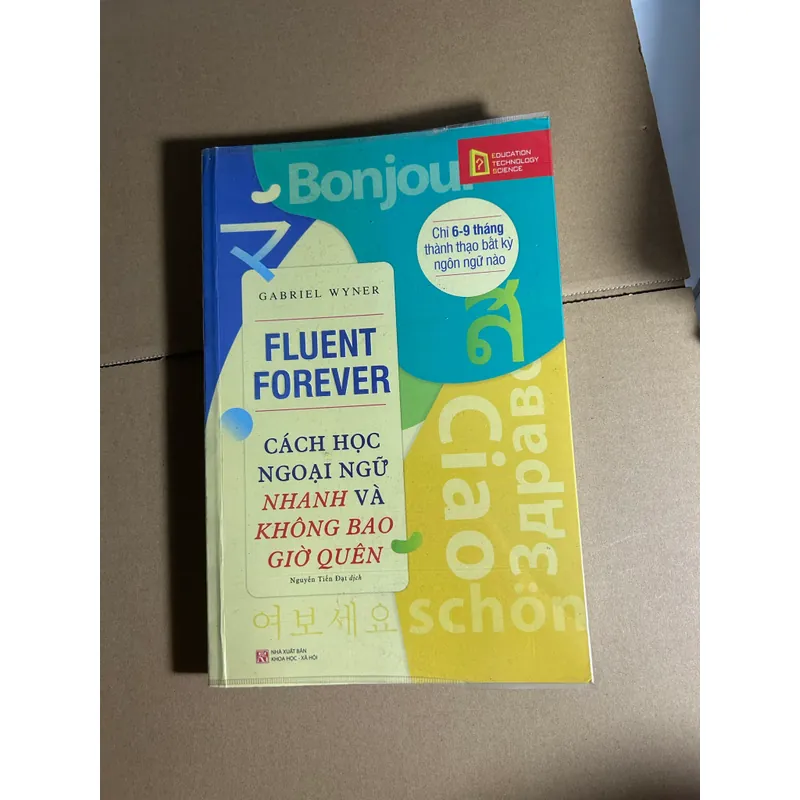 Bonjour
EDUCATION
TECHNOLOGY
SCIENCE
Chỉ 6-9 tháng
thành thạo bất kỳ
ngôn ngữ nào
GABRIEL WYNER
FLUENT
FOREVER
CÁCH HỌC
NGOẠI NGỮ
NHANH VÀ
KHÔNG BAO
GIỜ QUÊN
Nguyễn Tiến Đạt dịch
Ciao
Здравс
여보세요
schön
NHÀ XUẤT BẢN
KHOA HỌC - XÃ HỘI